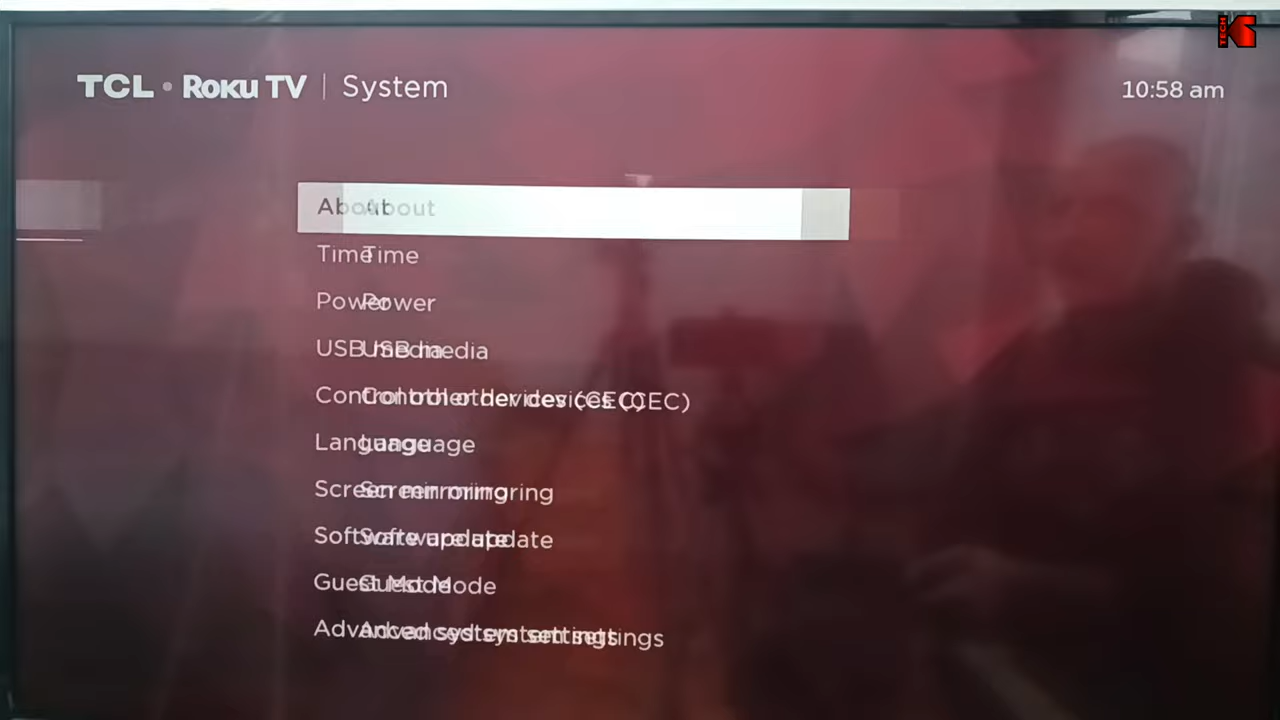 TECH K
TCL • Roku TV | System
10:58 am
About
Time
Power
USB media
Control other devices (CEC)
Language
Screen mirroring
Software update
Guest Mode
Advanced system settings